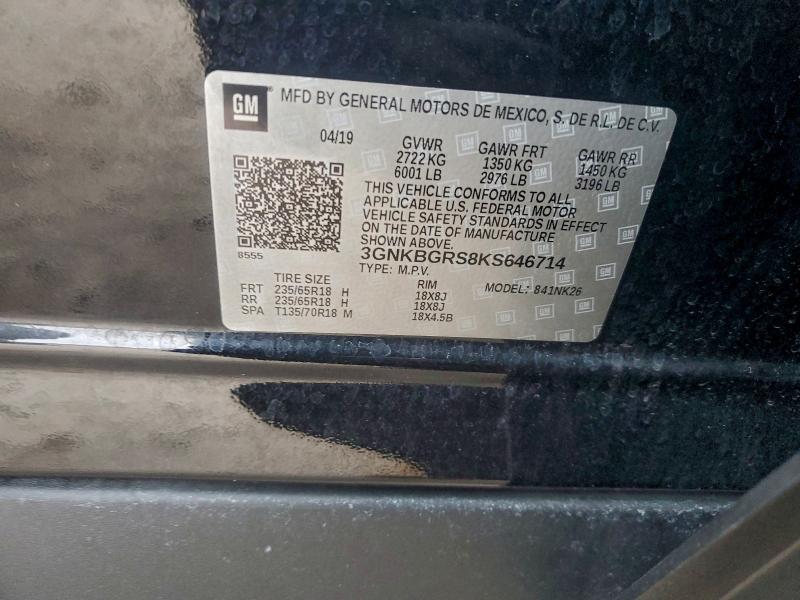 GM MFD BY GENERAL MOTORS DE MEXICO, S. DE R.L. DE C.V.
04/19 GVWR GAWR FRT GAWR RR
2722 KG 1350 KG 1450 KG
6001 LB 2976 LB 3196 LB
THIS VEHICLE CONFORMS TO ALL
APPLICABLE U.S. FEDERAL MOTOR
VEHICLE SAFETY STANDARDS IN EFFECT
ON THE DATE OF MANUFACTURE
SHOWN ABOVE.
8555 3GNKBGRS8KS646714
TYPE: M.P.V. MODEL: 841NK26
TIRE SIZE RIM
FRT 235/65R18 H 18X8J
RR 235/65R18 H 18X8J
SPA T135/70R18 M 18X4.5B